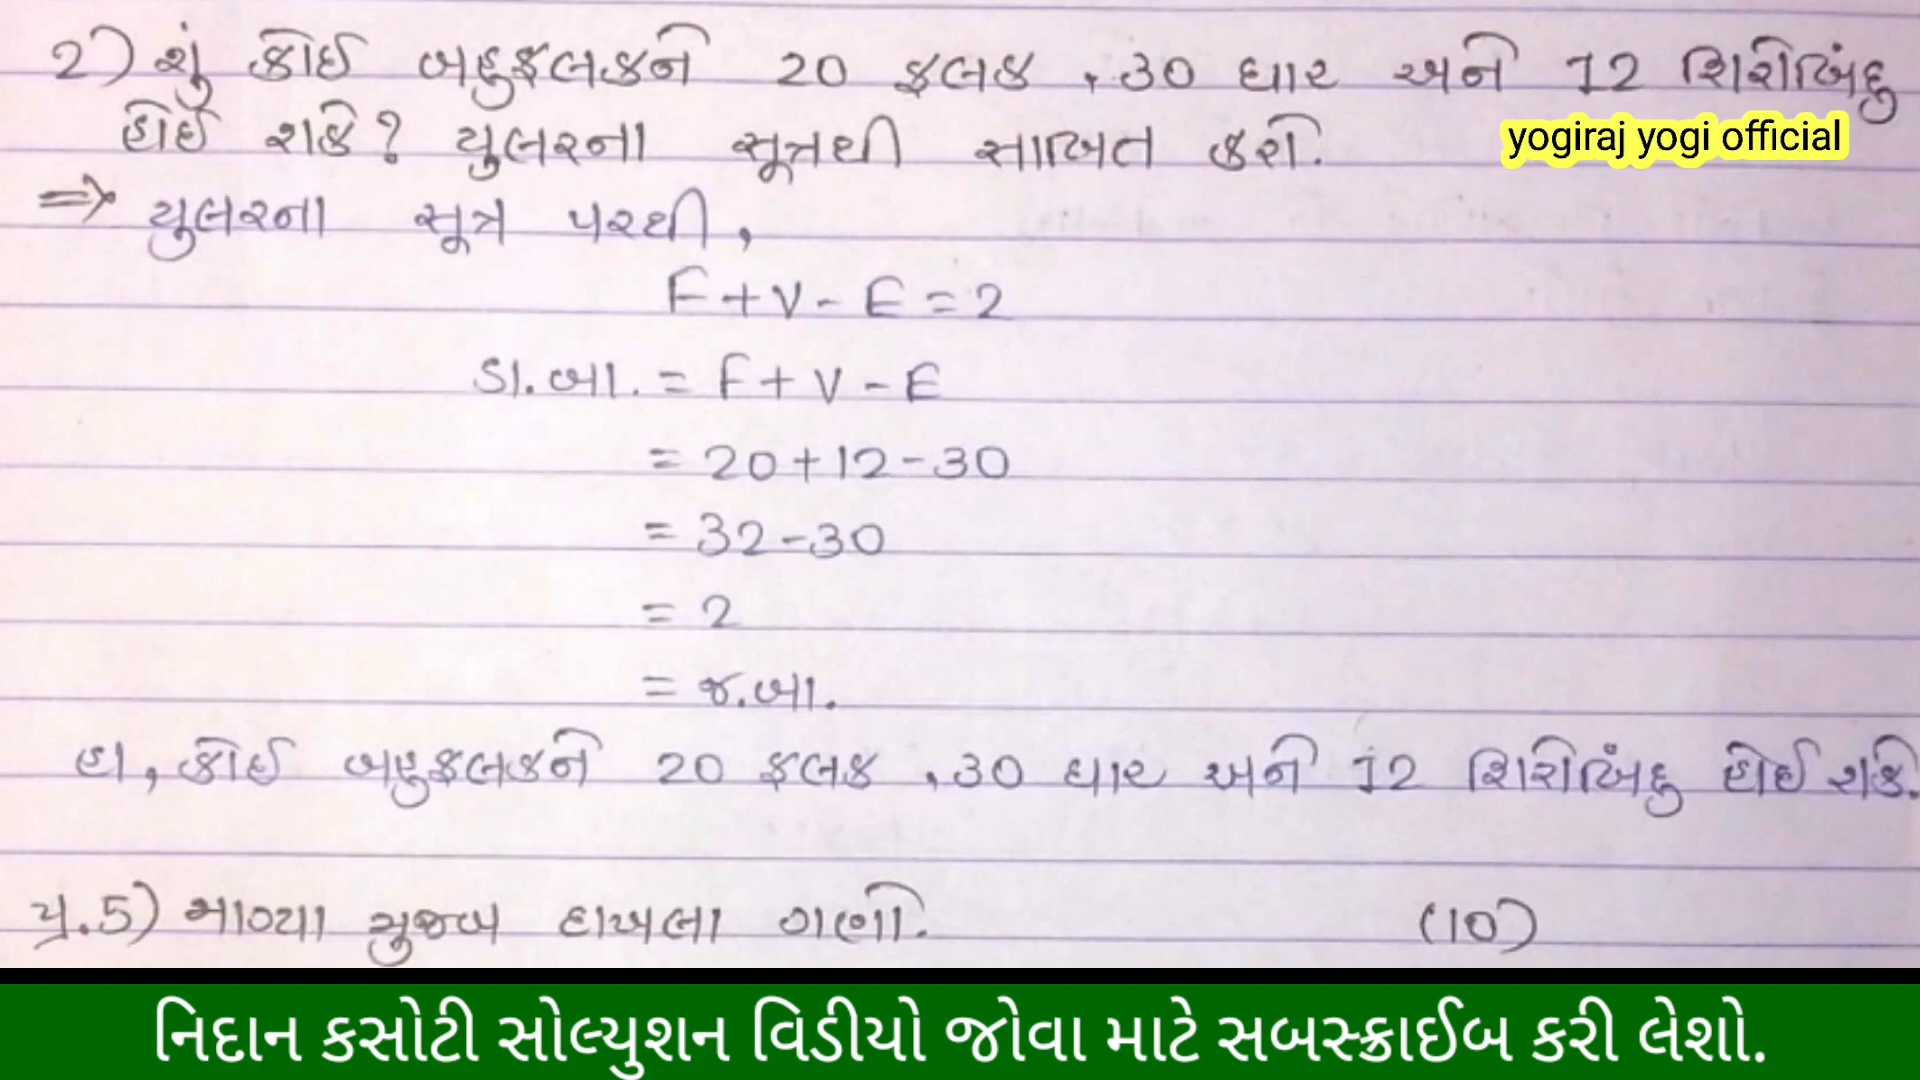 2) શું કોઈ બહુફલકને 20 ફલક, 30 ધાર અને 12 શિરોબિંદુ
હોઈ શકે? યુલરના સૂત્રથી સાબિત કરો.
yogiraj yogi official
⇒ યુલરના સૂત્ર પરથી,
F + V - E = 2
ડા.બા. = F + V - E
= 20 + 12 - 30
= 32 - 30
= 2
= જ.બા.
હા, કોઈ બહુફલકને 20 ફલક, 30 ધાર અને 12 શિરોબિંદુ હોઈ શકે.
પ્ર.5) માગ્યા મુજબ દાખલા ગણો. (10)
નિદાન કસોટી સોલ્યુશન વિડીયો જોવા માટે સબસ્ક્રાઈબ કરી લેશો.